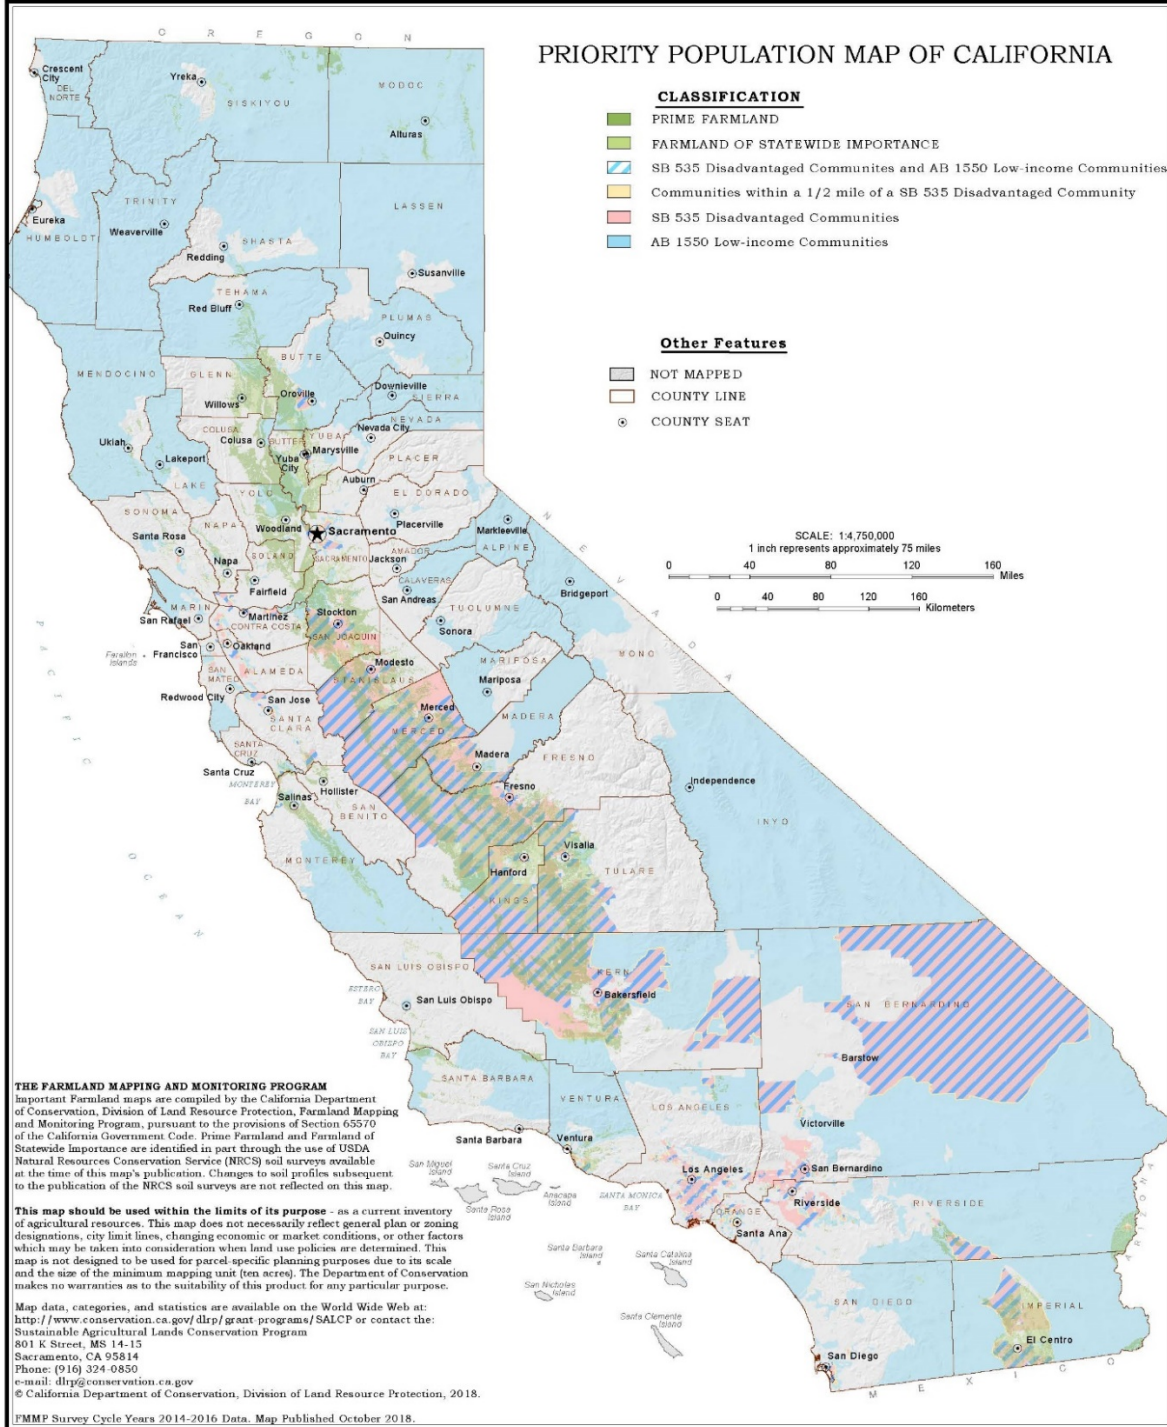 PRIORITY POPULATION MAP OF CALIFORNIA
CLASSIFICATION
PRIME FARMLAND
FARMLAND OF STATEWIDE IMPORTANCE
SB 535 Disadvantaged Communites and AB 1550 Low-income Communities
Communities within a 1/2 mile of a SB 535 Disadvantaged Community
SB 535 Disadvantaged Communities
AB 1550 Low-income Communities
Other Features
NOT MAPPED
COUNTY LINE
COUNTY SEAT
SCALE: 1:4,750,000
1 inch represents approximately 75 miles
0 40 80 120 160 Miles
0 40 80 120 160 Kilometers
OREGON
NEVADA
ARIZONA
MEXICO
PACIFIC
OCEAN
Crescent City
DEL NORTE
Yreka
SISKIYOU
MODOC
Alturas
Eureka
HUMBOLDT
TRINITY
Weaverville
Redding
SHASTA
LASSEN
Susanville
TEHAMA
Red Bluff
PLUMAS
Quincy
MENDOCINO
GLENN
Willows
BUTTE
Oroville
Downieville
SIERRA
NEVADA
Nevada City
COLUSA
Colusa
SUTTER
YUBA
Marysville
Yuba City
PLACER
Auburn
Ukiah
Lakeport
LAKE
YOLO
EL DORADO
Placerville
SONOMA
Santa Rosa
NAPA
Napa
Woodland
Sacramento
SACRAMENTO
AMADOR
Jackson
Markleeville
ALPINE
SOLANO
Fairfield
CALAVERAS
San Andreas
Bridgeport
MARIN
San Rafael
Martinez
CONTRA COSTA
Stockton
SAN JOAQUIN
TUOLUMNE
Sonora
MONO
Farallon Islands
San Francisco
Oakland
ALAMEDA
SAN MATEO
Redwood City
Modesto
STANISLAUS
MARIPOSA
Mariposa
San Jose
SANTA CLARA
Merced
MERCED
MADERA
Madera
SANTA CRUZ
Santa Cruz
MONTEREY BAY
Hollister
Salinas
SAN BENITO
FRESNO
Fresno
Independence
INYO
MONTEREY
Hanford
KINGS
Visalia
TULARE
SAN LUIS OBISPO
San Luis Obispo
ESTERO BAY
SAN LUIS OBISPO BAY
KERN
Bakersfield
SAN BERNARDINO
Barstow
SANTA BARBARA
Santa Barbara
VENTURA
Ventura
LOS ANGELES
Los Angeles
Victorville
San Bernardino
Riverside
RIVERSIDE
ORANGE
Santa Ana
SANTA MONICA BAY
San Miguel Island
Santa Cruz Island
Santa Rosa Island
Anacapa Island
Santa Barbara Island
Santa Catalina Island
San Nicholas Island
Santa Clemente Island
SAN DIEGO
San Diego
IMPERIAL
El Centro
THE FARMLAND MAPPING AND MONITORING PROGRAM
Important Farmland maps are compiled by the California Department
of Conservation, Division of Land Resource Protection, Farmland Mapping
and Monitoring Program, pursuant to the provisions of Section 65570
of the California Government Code. Prime Farmland and Farmland of
Statewide Importance are identified in part through the use of USDA
Natural Resources Conservation Service (NRCS) soil surveys available
at the time of this map's publication. Changes to soil profiles subsequent
to the publication of the NRCS soil surveys are not reflected on this map.
This map should be used within the limits of its purpose - as a current inventory
of agricultural resources. This map does not necessarily reflect general plan or zoning
designations, city limit lines, changing economic or market conditions, or other factors
which may be taken into consideration when land use policies are determined. This
map is not designed to be used for parcel-specific planning purposes due to its scale
and the size of the minimum mapping unit (ten acres). The Department of Conservation
makes no warranties as to the suitability of this product for any particular purpose.
Map data, categories, and statistics are available on the World Wide Web at:
http://www.conservation.ca.gov/dlrp/grant-programs/SALCP or contact the:
Sustainable Agricultural Lands Conservation Program
801 K Street, MS 14-15
Sacramento, CA 95814
Phone: (916) 324-0850
e-mail: dlrp@conservation.ca.gov
© California Department of Conservation, Division of Land Resource Protection, 2018.
FMMP Survey Cycle Years 2014-2016 Data. Map Published October 2018.